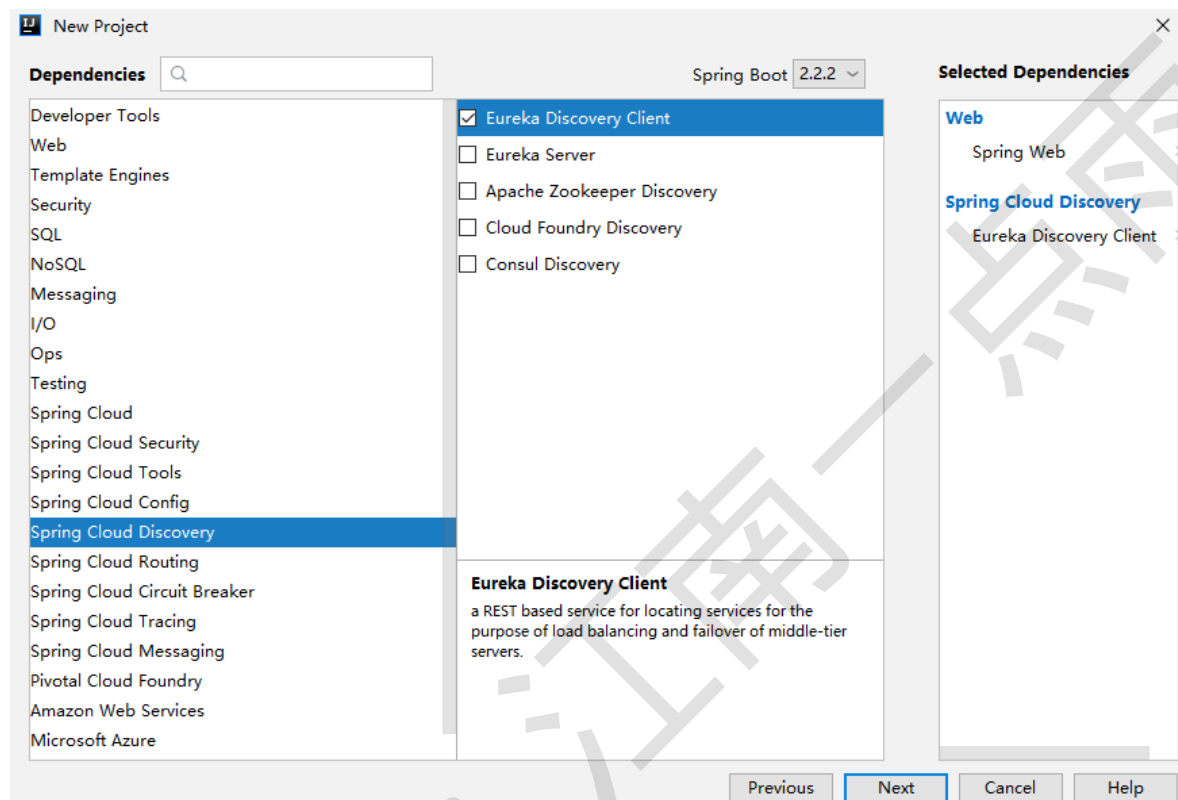 New Project
Dependencies
Spring Boot 2.2.2
Selected Dependencies
Developer Tools
Web
Template Engines
Security
SQL
NoSQL
Messaging
I/O
Ops
Testing
Spring Cloud
Spring Cloud Security
Spring Cloud Tools
Spring Cloud Config
Spring Cloud Discovery
Spring Cloud Routing
Spring Cloud Circuit Breaker
Spring Cloud Tracing
Spring Cloud Messaging
Pivotal Cloud Foundry
Amazon Web Services
Microsoft Azure
Eureka Discovery Client
Eureka Server
Apache Zookeeper Discovery
Cloud Foundry Discovery
Consul Discovery
Eureka Discovery Client
a REST based service for locating services for the
purpose of load balancing and failover of middle-tier
servers.
Web
Spring Web
Spring Cloud Discovery
Eureka Discovery Client
Previous
Next
Cancel
Help
江南一点雨